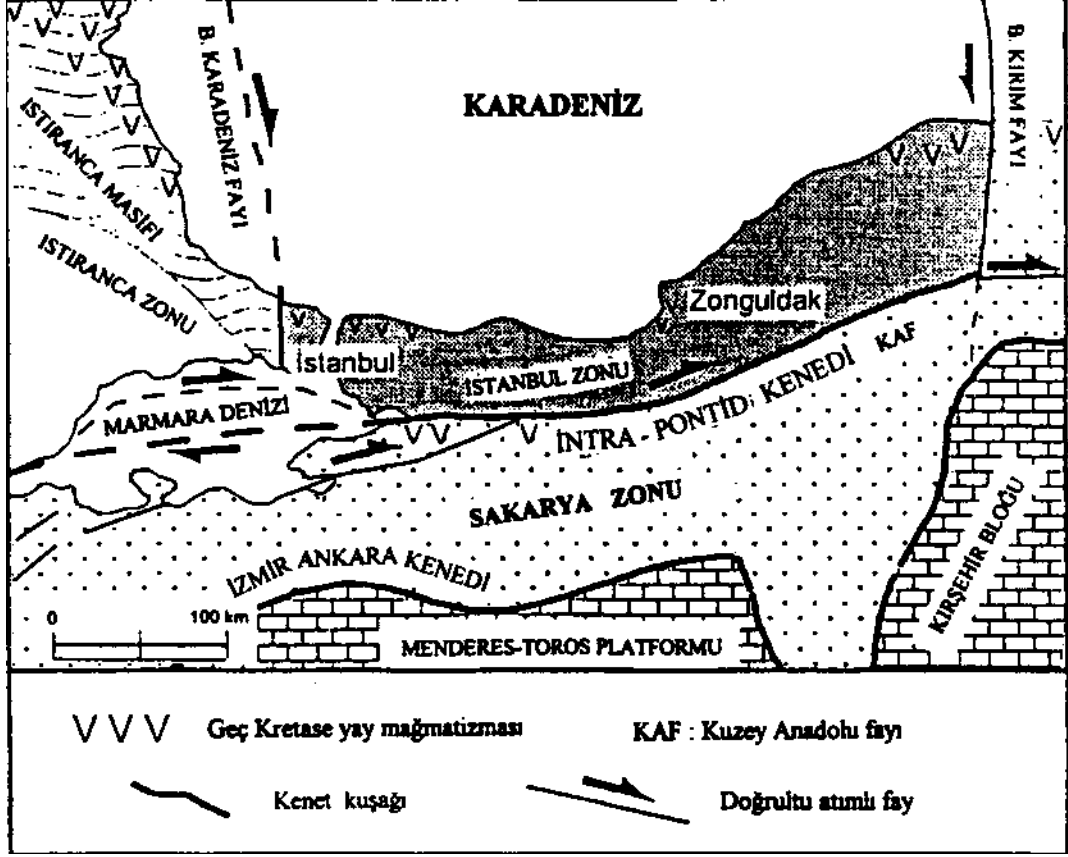 B. KARADENİZ FAYI
KARADENİZ
B. KIRIM FAYI
ISTIRANCA MASİFİ
ISTIRANCA ZONU
Zonguldak
İstanbul
İSTANBUL ZONU
KAF
MARMARA DENİZİ
İNTRA - PONTİD KENEDİ
SAKARYA ZONU
İZMİR ANKARA KENEDİ
KIRŞEHİR BLOĞU
0 100 km
MENDERES-TOROS PLATFORMU
V V V Geç Kretase yay mağmatizması
KAF : Kuzey Anadolu fayı
Kenet kuşağı
Doğrultu atımlı fay